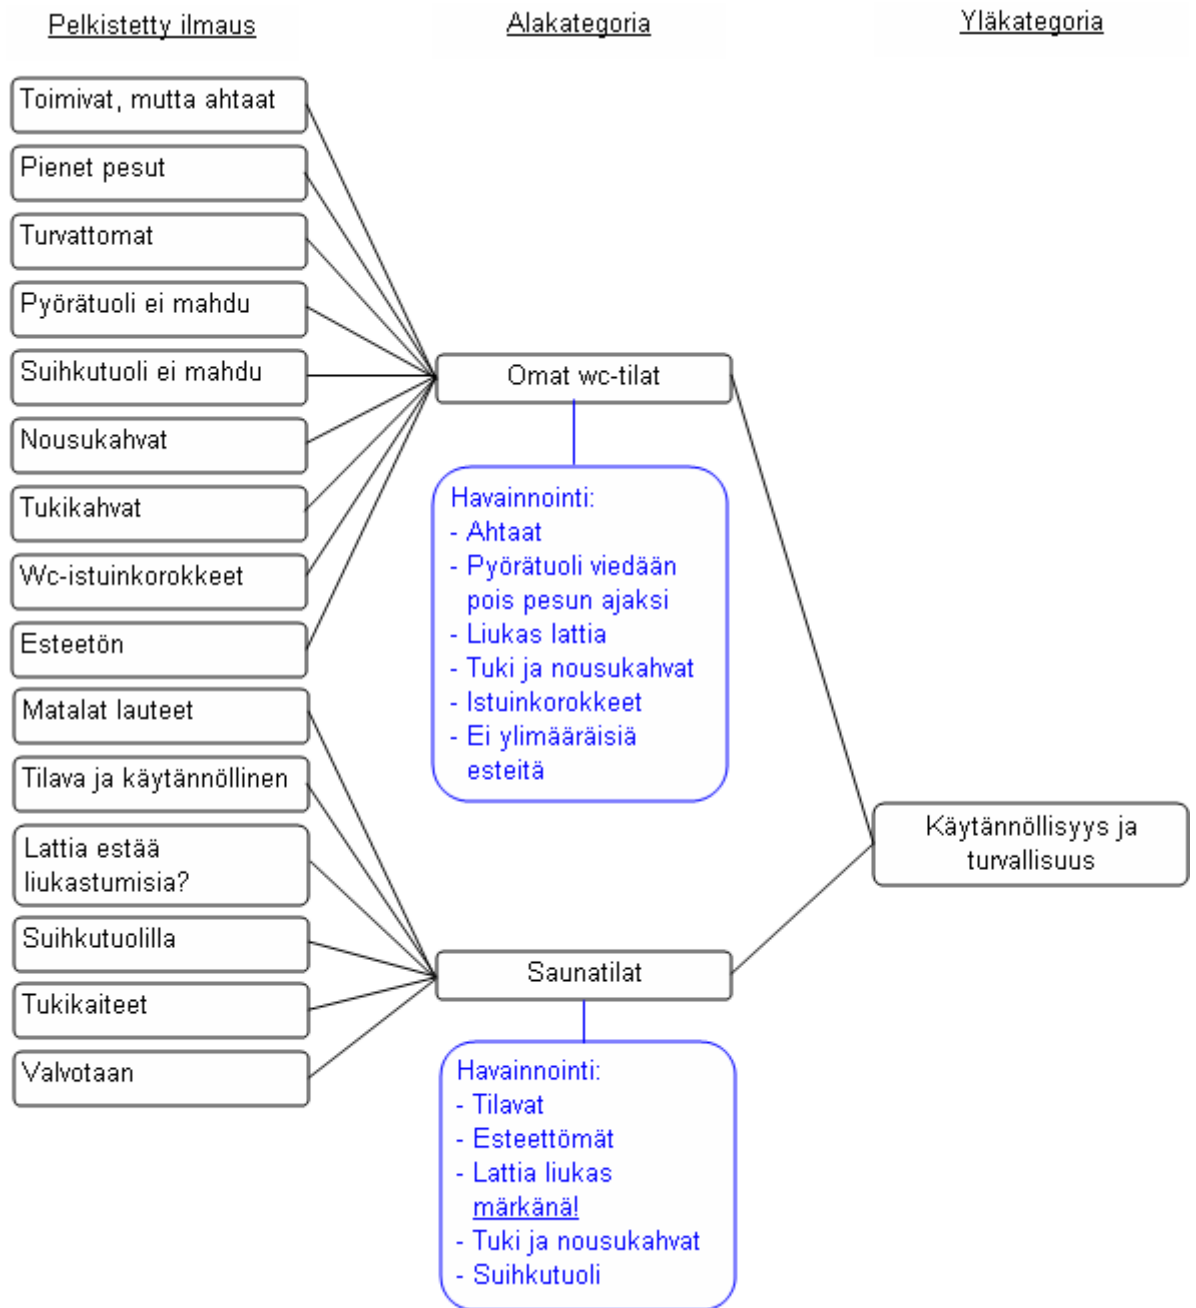 Pelkistetty ilmaus
Alakategoria
Yläkategoria
Toimivat, mutta ahtaat
Pienet pesut
Turvattomat
Pyörätuoli ei mahdu
Suihkutuoli ei mahdu
Nousukahvat
Tukikahvat
Wc-istuinkorokkeet
Esteetön
Matalat lauteet
Tilava ja käytännöllinen
Lattia estää
liukastumisia?
Suihkutuolilla
Tukikaiteet
Valvotaan
Omat wc-tilat
Havainnointi:
- Ahtaat
- Pyörätuoli viedään
pois pesun ajaksi
- Liukas lattia
- Tuki ja nousukahvat
- Istuinkorokkeet
- Ei ylimääräisiä
esteitä
Saunatilat
Havainnointi:
- Tilavat
- Esteettömät
- Lattia liukas
märkänä!
- Tuki ja nousukahvat
- Suihkutuoli
Käytännöllisyys ja
turvallisuus